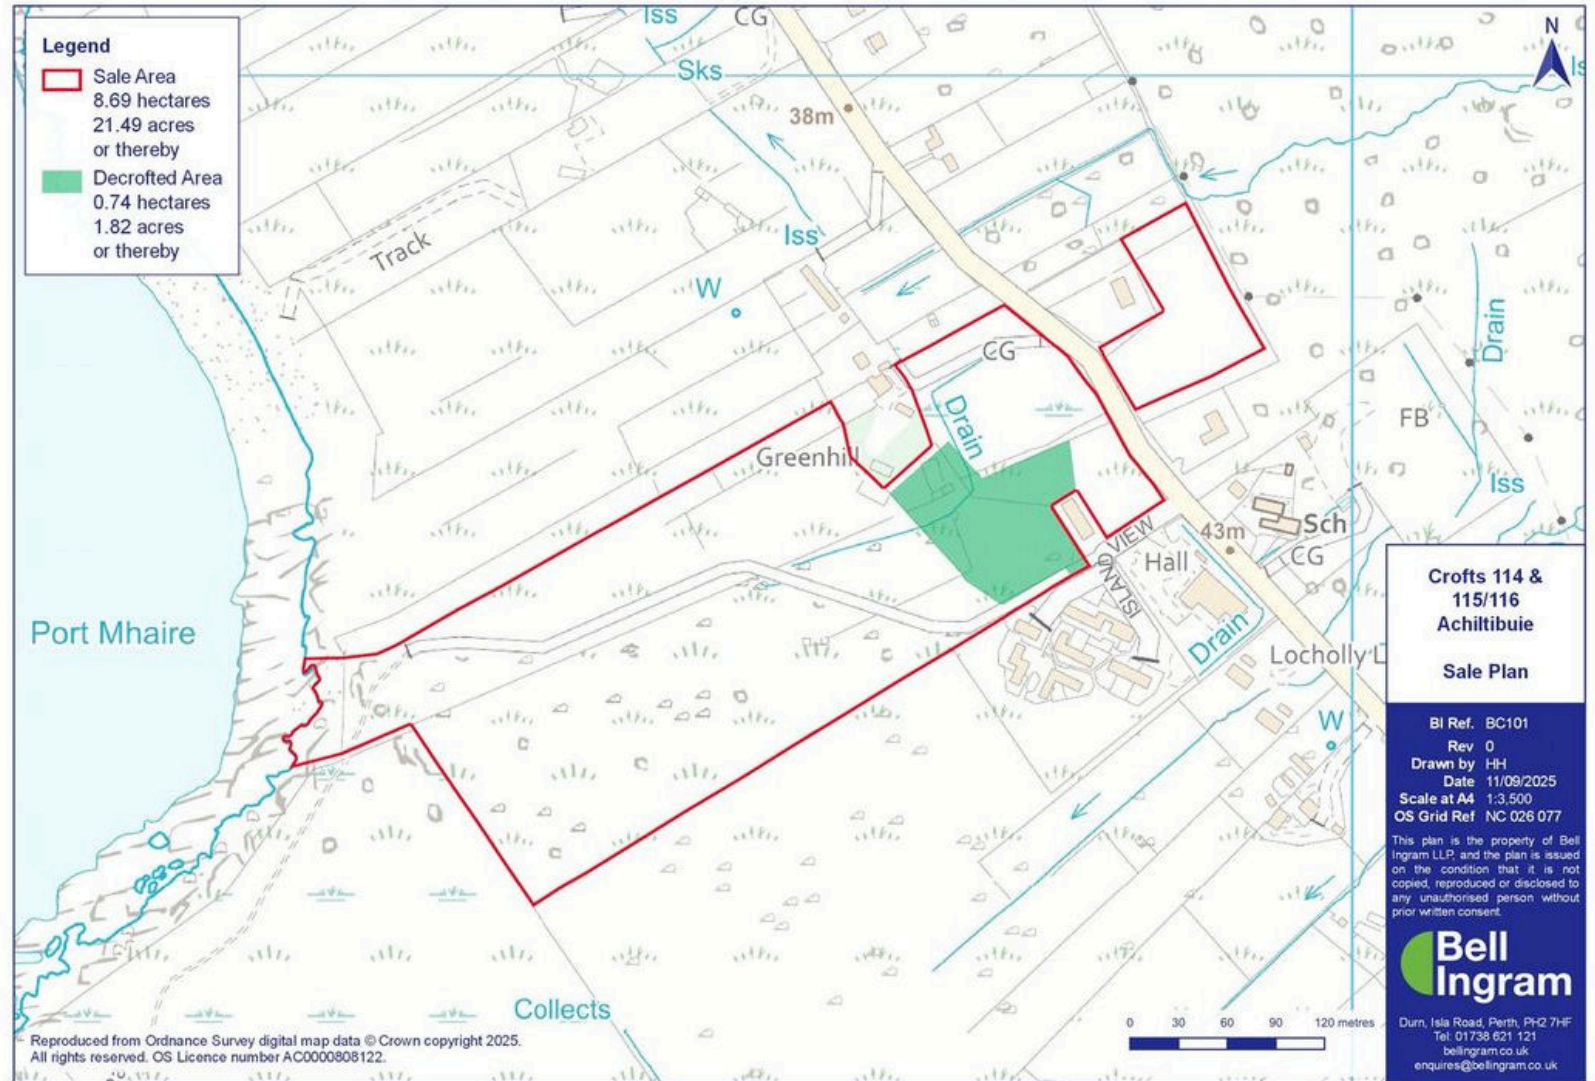 Legend
Sale Area
8.69 hectares
21.49 acres
or thereby
Decrofted Area
0.74 hectares
1.82 acres
or thereby
Iss
CG
N
Sks
38m
Track
Iss
W
CG
Drain
Drain
FB
Greenhill
Iss
Sch
43m
CG
VIEW
Hall
ISLAND
Port Mhaire
Drain
Locholly L
W
Collects
Crofts 114 &
115/116
Achiltibuie
Sale Plan
BI Ref. BC101
Rev 0
Drawn by HH
Date 11/09/2025
Scale at A4 1:3,500
OS Grid Ref NC 026 077
This plan is the property of Bell
Ingram LLP, and the plan is issued
on the condition that it is not
copied, reproduced or disclosed to
any unauthorised person without
prior written consent.
Bell
Ingram
Durn, Isla Road, Perth, PH2 7HF
Tel: 01738 621 121
bellingram.co.uk
enquires@bellingram.co.uk
0 30 60 90 120 metres
Reproduced from Ordnance Survey digital map data © Crown copyright 2025.
All rights reserved. OS Licence number AC0000808122.